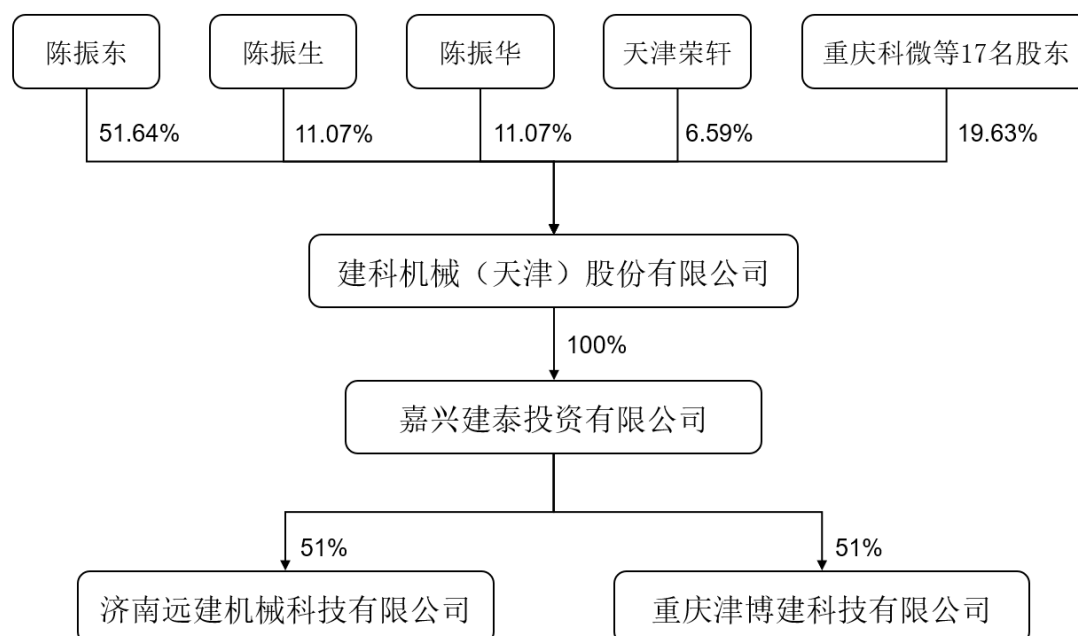 陈振东
陈振生
陈振华
天津荣轩
重庆科微等17名股东
51.64%
11.07%
11.07%
6.59%
19.63%
建科机械（天津）股份有限公司
100%
嘉兴建泰投资有限公司
51%
51%
济南远建机械科技有限公司
重庆津博建科技有限公司